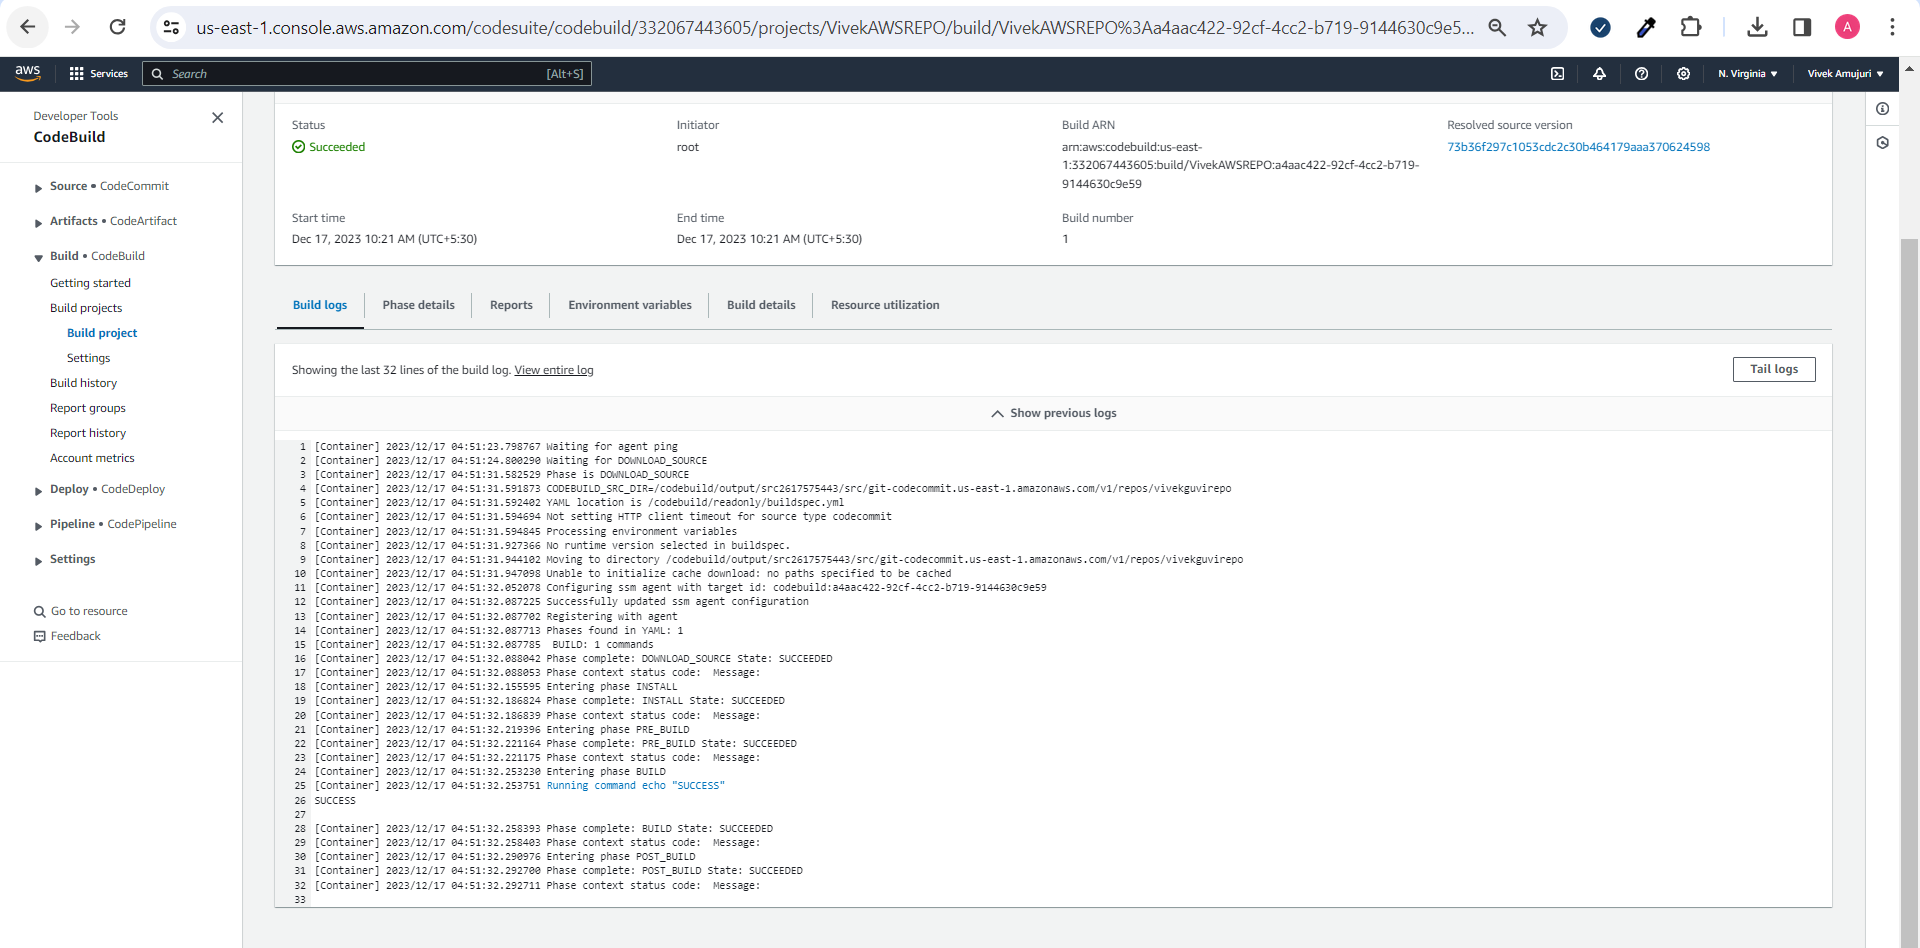 us-east-1.console.aws.amazon.com/codesuite/codebuild/332067443605/projects/VivekAWSREPO/build/VivekAWSREPO%3Aa4aac422-92cf-4cc2-b719-9144630c9e5...
A
aws
Services
Search
[Alt+S]
N. Virginia
Vivek Amujuri
Developer Tools
CodeBuild
Source • CodeCommit
Artifacts • CodeArtifact
Build • CodeBuild
Getting started
Build projects
Build project
Settings
Build history
Report groups
Report history
Account metrics
Deploy • CodeDeploy
Pipeline • CodePipeline
Settings
Go to resource
Feedback
Status
Succeeded
Initiator
root
Build ARN
arn:aws:codebuild:us-east-
1:332067443605:build/VivekAWSREPO:a4aac422-92cf-4cc2-b719-
9144630c9e59
Resolved source version
73b36f297c1053cdc2c30b464179aaa370624598
Start time
Dec 17, 2023 10:21 AM (UTC+5:30)
End time
Dec 17, 2023 10:21 AM (UTC+5:30)
Build number
1
Build logs
Phase details
Reports
Environment variables
Build details
Resource utilization
Showing the last 32 lines of the build log. View entire log
Tail logs
Show previous logs
1 [Container] 2023/12/17 04:51:23.798767 Waiting for agent ping
2 [Container] 2023/12/17 04:51:24.800290 Waiting for DOWNLOAD_SOURCE
3 [Container] 2023/12/17 04:51:31.582529 Phase is DOWNLOAD_SOURCE
4 [Container] 2023/12/17 04:51:31.591873 CODEBUILD_SRC_DIR=/codebuild/output/src2617575443/src/git-codecommit.us-east-1.amazonaws.com/v1/repos/vivekguvirepo
5 [Container] 2023/12/17 04:51:31.592402 YAML location is /codebuild/readonly/buildspec.yml
6 [Container] 2023/12/17 04:51:31.594694 Not setting HTTP client timeout for source type codecommit
7 [Container] 2023/12/17 04:51:31.594845 Processing environment variables
8 [Container] 2023/12/17 04:51:31.927366 No runtime version selected in buildspec.
9 [Container] 2023/12/17 04:51:31.944102 Moving to directory /codebuild/output/src2617575443/src/git-codecommit.us-east-1.amazonaws.com/v1/repos/vivekguvirepo
10 [Container] 2023/12/17 04:51:31.947098 Unable to initialize cache download: no paths specified to be cached
11 [Container] 2023/12/17 04:51:32.052078 Configuring ssm agent with target id: codebuild:a4aac422-92cf-4cc2-b719-9144630c9e59
12 [Container] 2023/12/17 04:51:32.087225 Successfully updated ssm agent configuration
13 [Container] 2023/12/17 04:51:32.087702 Registering with agent
14 [Container] 2023/12/17 04:51:32.087713 Phases found in YAML: 1
15 [Container] 2023/12/17 04:51:32.087785  BUILD: 1 commands
16 [Container] 2023/12/17 04:51:32.088042 Phase complete: DOWNLOAD_SOURCE State: SUCCEEDED
17 [Container] 2023/12/17 04:51:32.088053 Phase context status code:  Message:
18 [Container] 2023/12/17 04:51:32.155595 Entering phase INSTALL
19 [Container] 2023/12/17 04:51:32.186824 Phase complete: INSTALL State: SUCCEEDED
20 [Container] 2023/12/17 04:51:32.186839 Phase context status code:  Message:
21 [Container] 2023/12/17 04:51:32.219396 Entering phase PRE_BUILD
22 [Container] 2023/12/17 04:51:32.221164 Phase complete: PRE_BUILD State: SUCCEEDED
23 [Container] 2023/12/17 04:51:32.221175 Phase context status code:  Message:
24 [Container] 2023/12/17 04:51:32.253230 Entering phase BUILD
25 [Container] 2023/12/17 04:51:32.253751 Running command echo "SUCCESS"
26 SUCCESS
27
28 [Container] 2023/12/17 04:51:32.258393 Phase complete: BUILD State: SUCCEEDED
29 [Container] 2023/12/17 04:51:32.258403 Phase context status code:  Message:
30 [Container] 2023/12/17 04:51:32.290976 Entering phase POST_BUILD
31 [Container] 2023/12/17 04:51:32.292700 Phase complete: POST_BUILD State: SUCCEEDED
32 [Container] 2023/12/17 04:51:32.292711 Phase context status code:  Message:
33